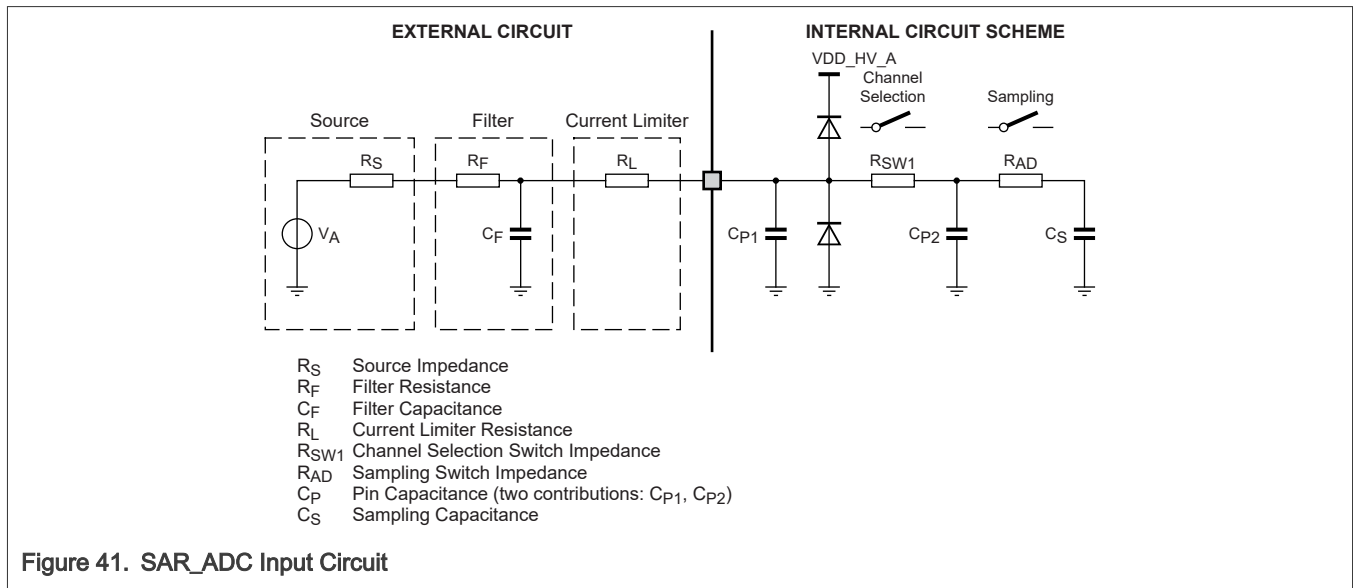 EXTERNAL CIRCUIT
INTERNAL CIRCUIT SCHEME
VDD_HV_A
Channel
Selection
Sampling
Source
Filter
Current Limiter
RS
RF
RL
RSW1
RAD
VA
CF
CP1
CP2
CS
RS Source Impedance
RF Filter Resistance
CF Filter Capacitance
RL Current Limiter Resistance
RSW1 Channel Selection Switch Impedance
RAD Sampling Switch Impedance
CP Pin Capacitance (two contributions: CP1, CP2)
CS Sampling Capacitance
Figure 41. SAR_ADC Input Circuit